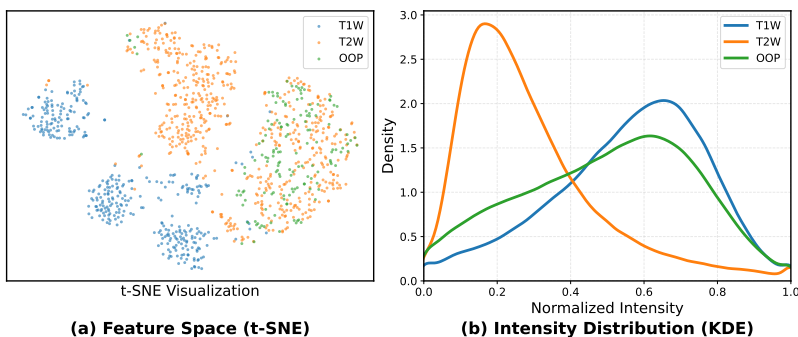 T1W
T2W
OOP
t-SNE Visualization
(a) Feature Space (t-SNE)
3.0
2.5
2.0
1.5
1.0
0.5
0.0
Density
T1W
T2W
OOP
0.0 0.2 0.4 0.6 0.8 1.0
Normalized Intensity
(b) Intensity Distribution (KDE)